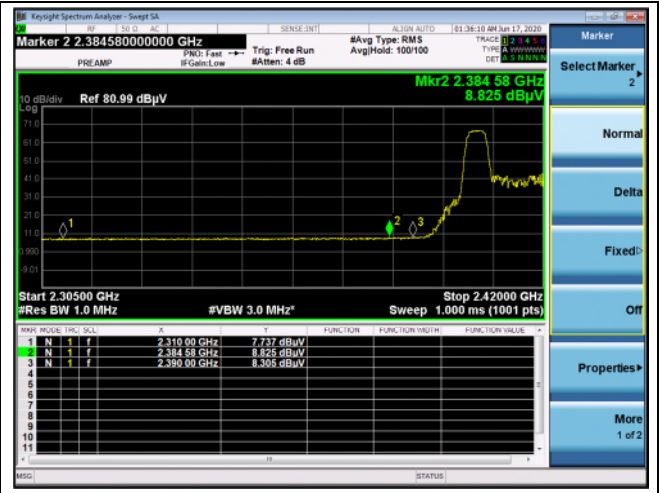 Keysight Spectrum Analyzer - Swept SA
RF 50 Ω AC SENSE:INT ALIGN AUTO 01:36:10 AM Jun 17, 2020
Marker 2 2.384580000000 GHz
PREAMP
PNO: Fast
IFGain:Low
Trig: Free Run
#Atten: 4 dB
#Avg Type: RMS
Avg|Hold: 100/100
TRACE 1 2 3 4 5 6
TYPE A WWWWW
DET A S N N N N
Mkr2 2.384 58 GHz
8.825 dBµV
10 dB/div Ref 80.99 dBµV
Log
71.0
61.0
51.0
41.0
31.0
21.0
11.0
0.990
-9.01
1
2
3
Start 2.30500 GHz Stop 2.42000 GHz
#Res BW 1.0 MHz #VBW 3.0 MHz* Sweep 1.000 ms (1001 pts)
MKR MODE TRC SCL X Y FUNCTION FUNCTION WIDTH FUNCTION VALUE
1 N 1 f 2.310 00 GHz 7.737 dBµV
2 N 1 f 2.384 58 GHz 8.825 dBµV
3 N 1 f 2.390 00 GHz 8.305 dBµV
4
5
6
7
8
9
10
11
MSG STATUS
Marker
Select Marker
2
Normal
Delta
Fixed
Off
Properties
More
1 of 2